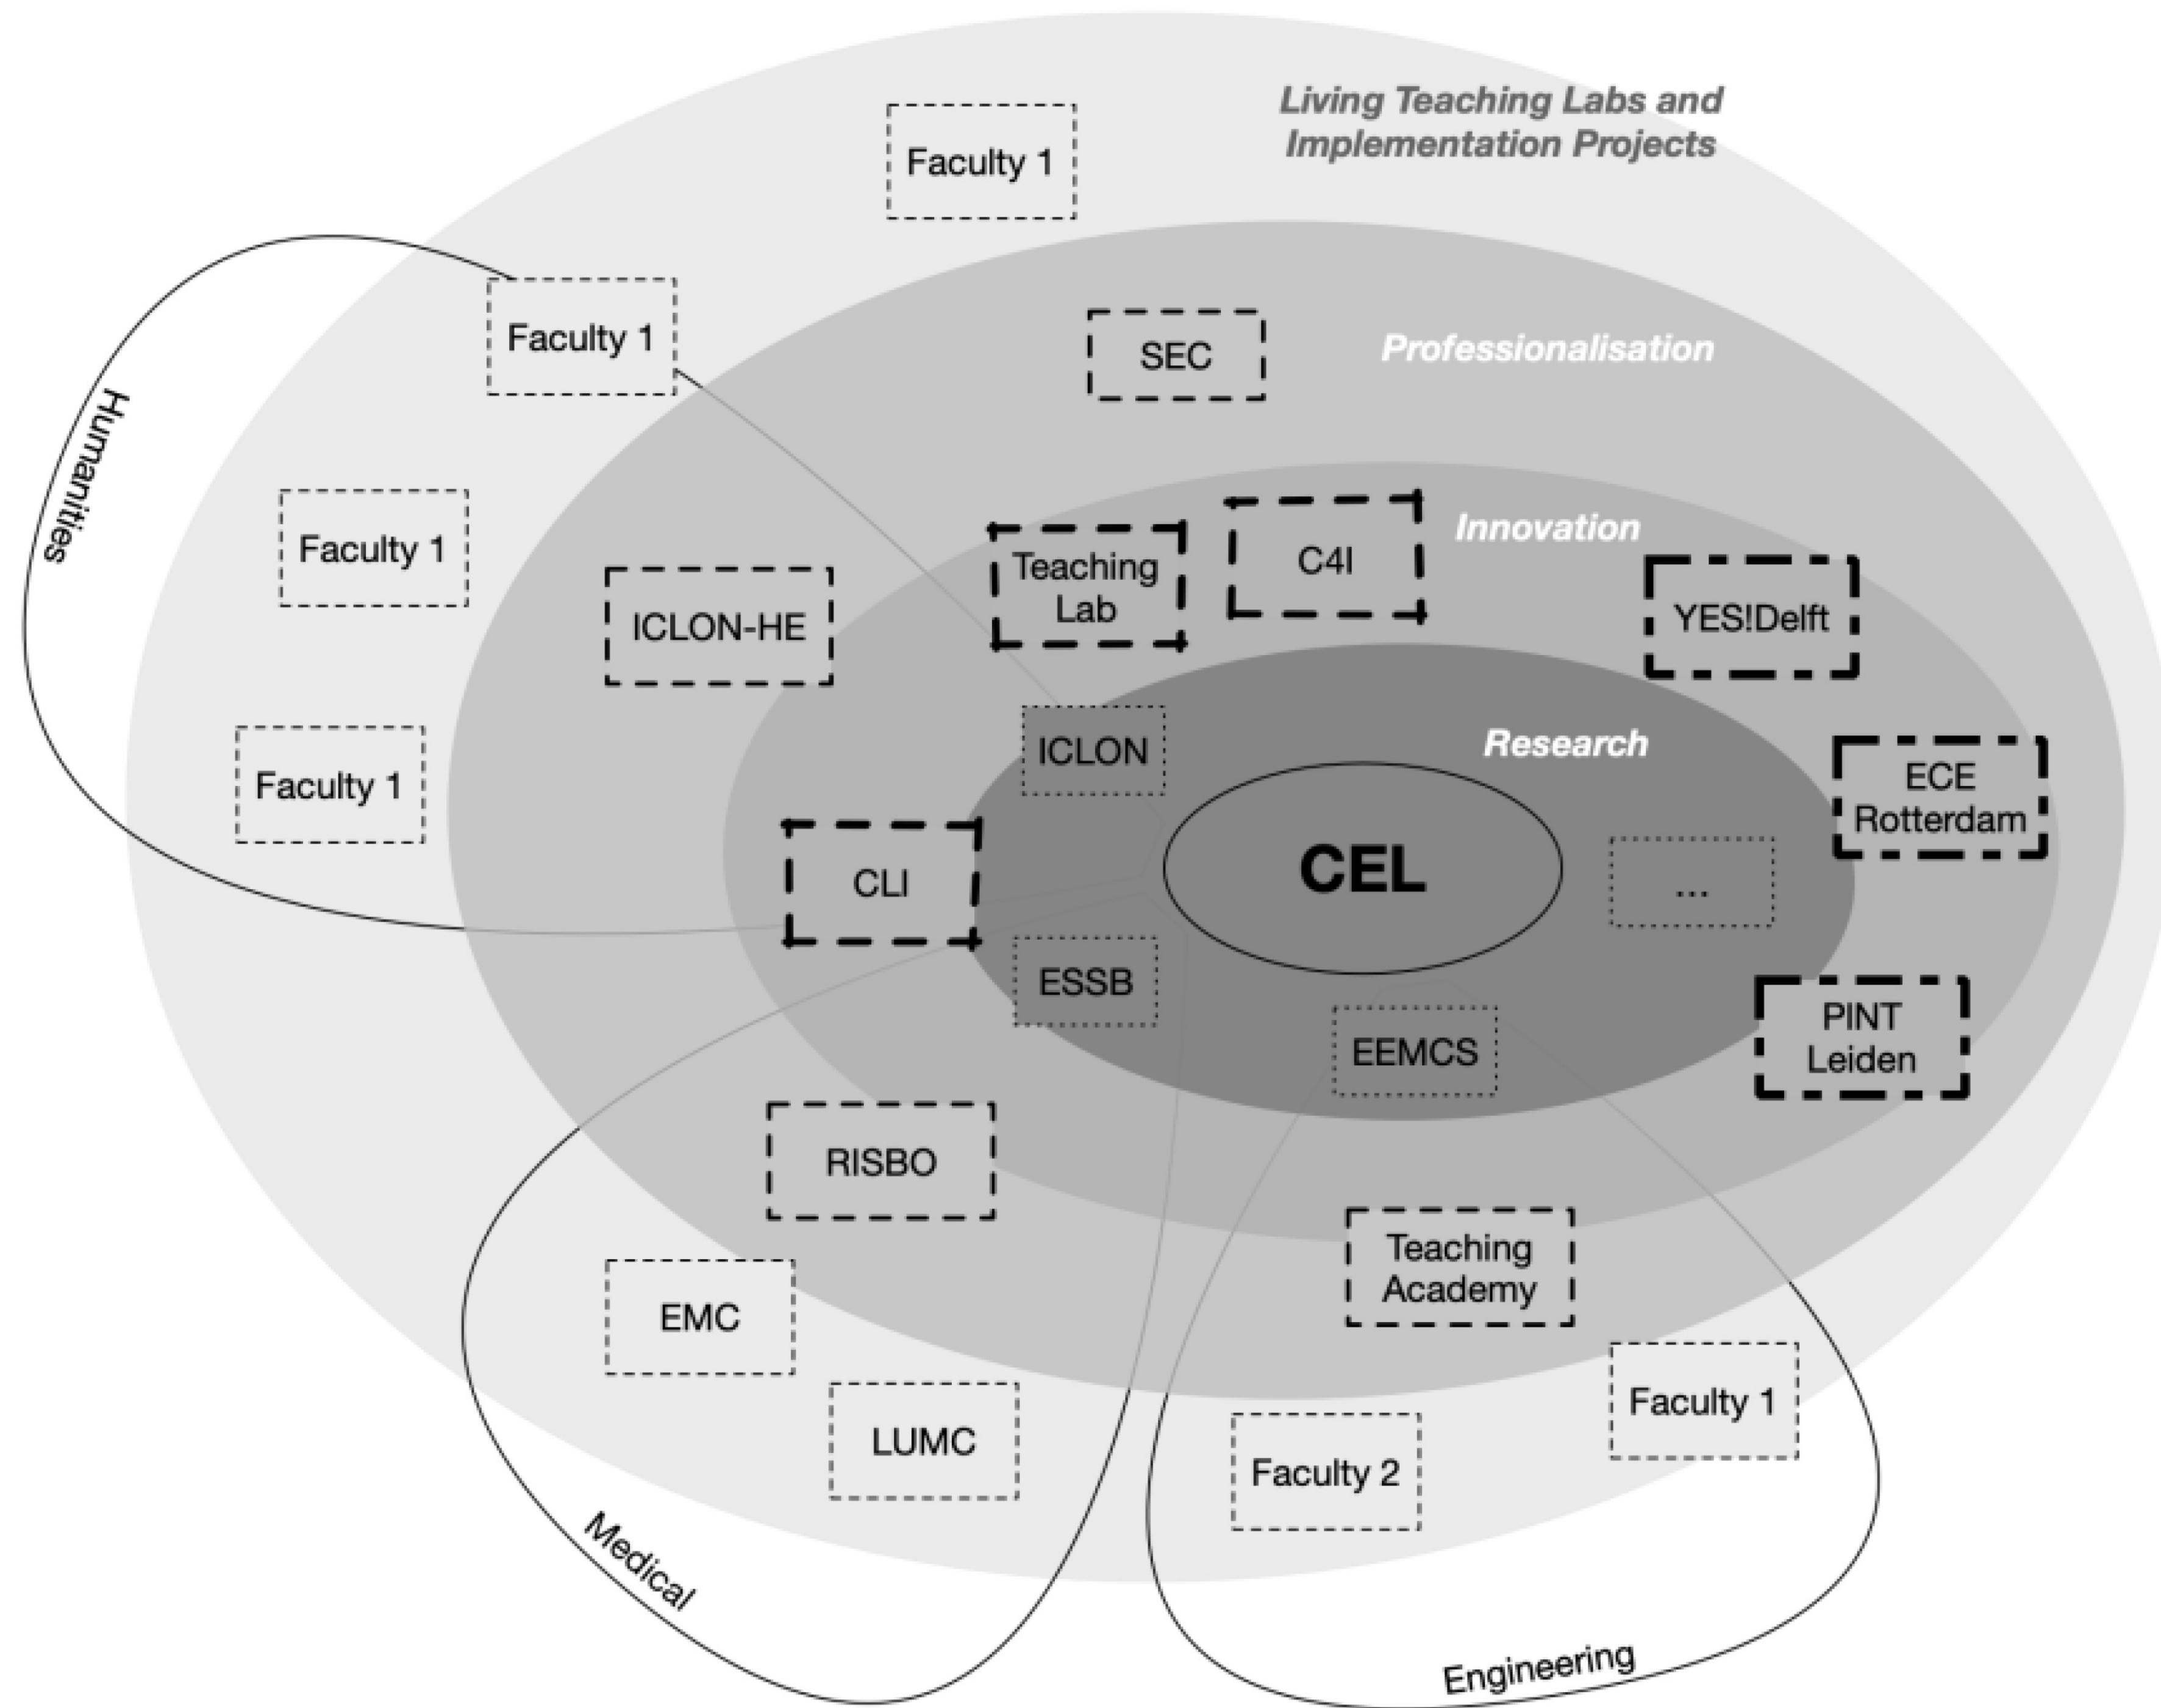 Living Teaching Labs and
Implementation Projects
Faculty 1
Faculty 1
SEC
Professionalisation
Humanities
Faculty 1
ICLON-HE
Teaching
Lab
C4I
Innovation
YES!Delft
Faculty 1
ICLON
Research
ECE
Rotterdam
CLI
CEL
...
ESSB
EEMCS
PINT
Leiden
RISBO
Teaching
Academy
EMC
LUMC
Faculty 2
Faculty 1
Medical
Engineering